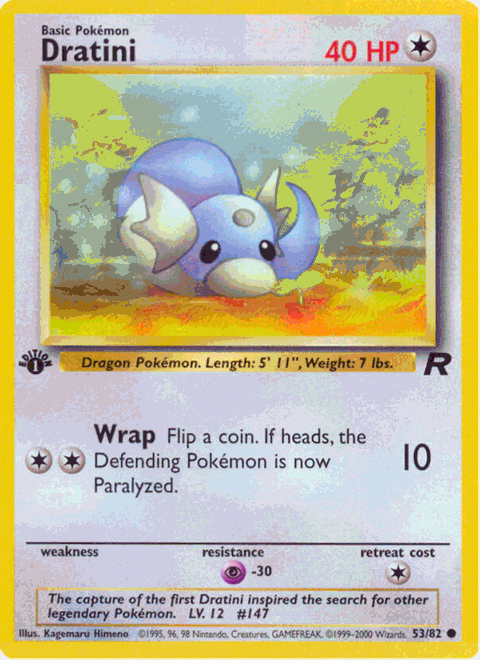 Basic Pokémon
Dratini
40 HP
EDITION
1
Dragon Pokémon. Length: 5' 11", Weight: 7 lbs.
R
Wrap Flip a coin. If heads, the
Defending Pokémon is now
Paralyzed.
10
weakness
resistance
retreat cost
-30
The capture of the first Dratini inspired the search for other
legendary Pokémon. LV. 12 #147
Illus. Kagemaru Himeno ©1995, 96, 98 Nintendo, Creatures, GAMEFREAK. ©1999-2000 Wizards. 53/82